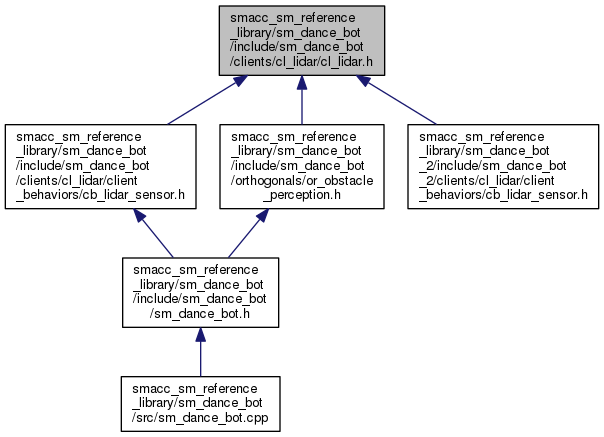 smacc_sm_reference
_library/sm_dance_bot
/include/sm_dance_bot
/clients/cl_lidar/cl_lidar.h
smacc_sm_reference
_library/sm_dance_bot
/include/sm_dance_bot
/clients/cl_lidar/client
_behaviors/cb_lidar_sensor.h
smacc_sm_reference
_library/sm_dance_bot
/include/sm_dance_bot
/orthogonals/or_obstacle
_perception.h
smacc_sm_reference
_library/sm_dance_bot
_2/include/sm_dance_bot
_2/clients/cl_lidar/client
_behaviors/cb_lidar_sensor.h
smacc_sm_reference
_library/sm_dance_bot
/include/sm_dance_bot
/sm_dance_bot.h
smacc_sm_reference
_library/sm_dance_bot
/src/sm_dance_bot.cpp